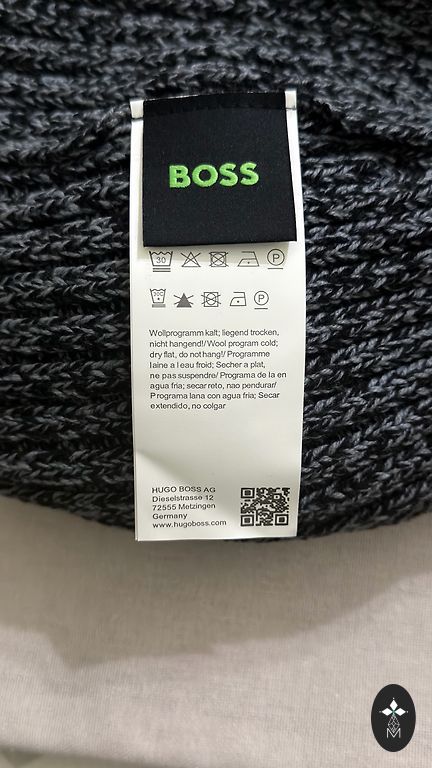 BOSS
30
P
30C
P
Wollprogramm kalt; liegend trocken,
nicht hangend!/ Wool program cold;
dry flat, do not hang!/ Programme
laine a l eau froid; Secher a plat,
ne pas suspendre/ Programa de la en
agua fria; secar reto, nao pendurar/
P rograma lana con agua fria; Secar
extendido, no colgar
HUGO BOSS AG
Dieselstrasse 12
72555 Metzingen
Germany
www.hugoboss.com
M